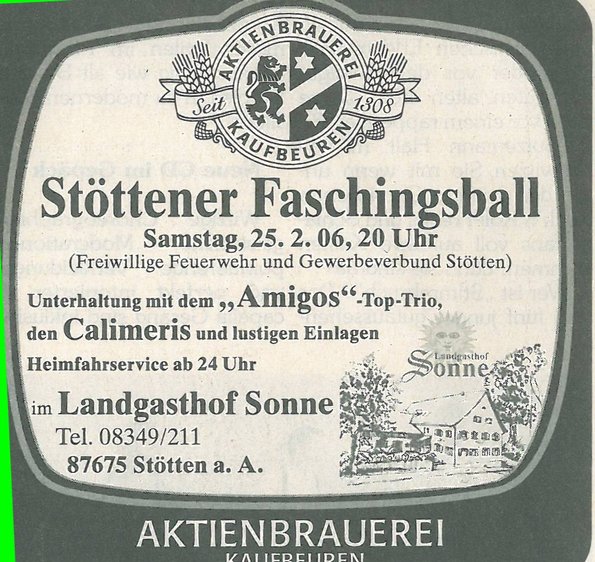 AKTIENBRAUEREI
Seit 1308
KAUFBEUREN
Stöttener Faschingsball
Samstag, 25. 2. 06, 20 Uhr
(Freiwillige Feuerwehr und Gewerbeverbund Stötten)
Unterhaltung mit dem „Amigos“-Top-Trio,
den Calimeris und lustigen Einlagen
Heimfahrservice ab 24 Uhr
Landgasthof
Sonne
im Landgasthof Sonne
Tel. 08349/211
87675 Stötten a. A.
AKTIENBRAUEREI
KAUFBEUREN